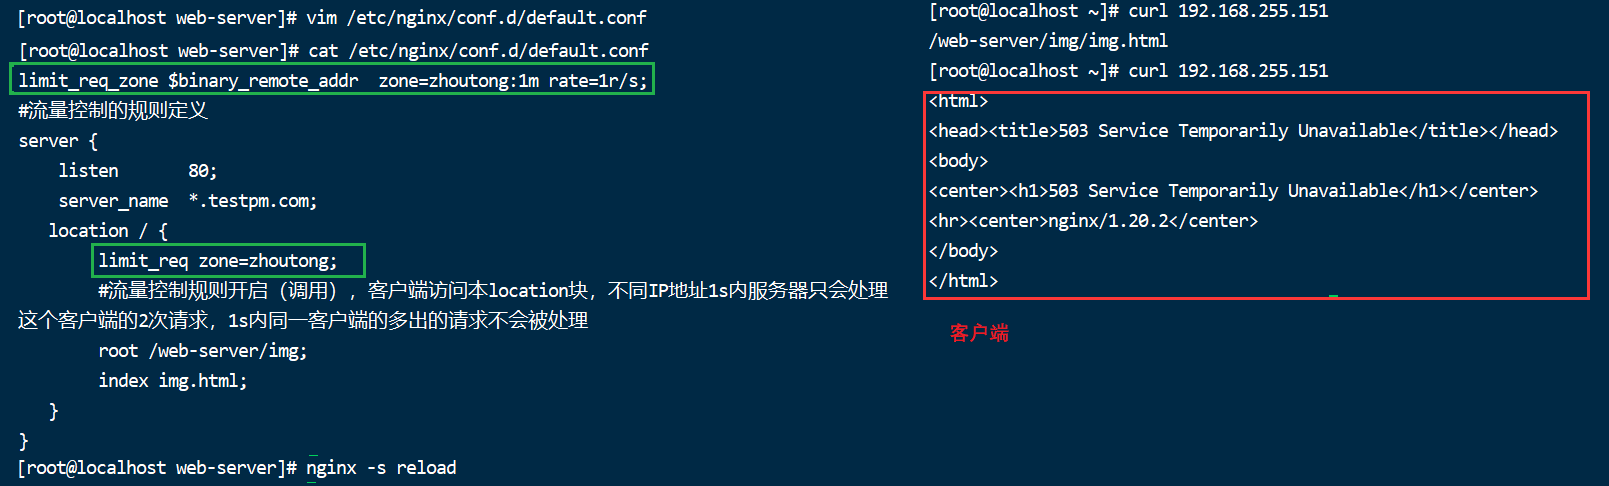 [root@localhost web-server]# vim /etc/nginx/conf.d/default.conf
[root@localhost web-server]# cat /etc/nginx/conf.d/default.conf
limit_req_zone $binary_remote_addr  zone=zhoutong:1m rate=1r/s;
#流量控制的规则定义
server {
    listen       80;
    server_name  *.testpm.com;
   location / {
        limit_req zone=zhoutong;
        #流量控制规则开启（调用），客户端访问本location块，不同IP地址1s内服务器只会处理
这个客户端的2次请求，1s内同一客户端的多出的请求不会被处理
        root /web-server/img;
        index img.html;
   }
}
[root@localhost web-server]# nginx -s reload
[root@localhost ~]# curl 192.168.255.151
/web-server/img/img.html
[root@localhost ~]# curl 192.168.255.151
<html>
<head><title>503 Service Temporarily Unavailable</title></head>
<body>
<center><h1>503 Service Temporarily Unavailable</h1></center>
<hr><center>nginx/1.20.2</center>
</body>
</html>
客户端